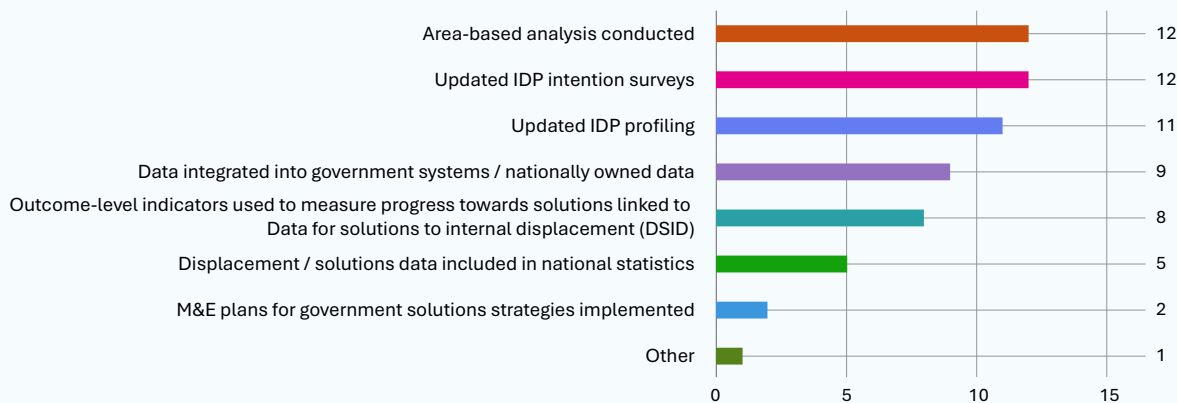 Area-based analysis conducted 12
Updated IDP intention surveys 12
Updated IDP profiling 11
Data integrated into government systems / nationally owned data 9
Outcome-level indicators used to measure progress towards solutions linked to
Data for solutions to internal displacement (DSID) 8
Displacement / solutions data included in national statistics 5
M&E plans for government solutions strategies implemented 2
Other 1
0 5 10 15